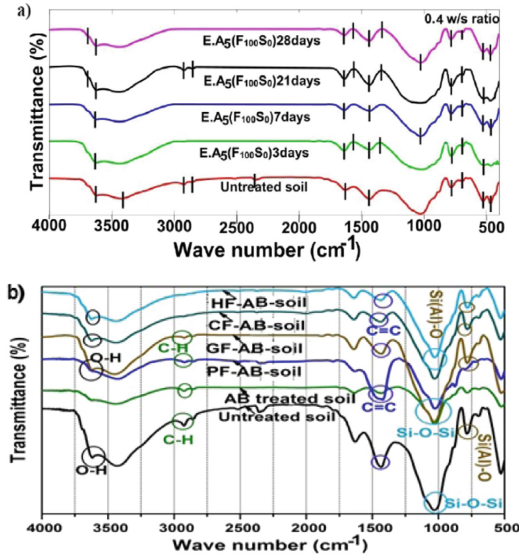 a)
0.4 w/s ratio
E.A5(F100S0)28days
E.A5(F100S0)21days
E.A5(F100S0)7days
E.A5(F100S0)3days
Untreated soil
Transmittance (%)
4000 3500 3000 2500 2000 1500 1000 500
Wave number (cm-1)
b)
HF-AB-soil
CF-AB-soil
GF-AB-soil
PF-AB-soil
AB treated soil
Untreated soil
O-H
C-H
C=C
Si(Al)-O
O-H
C-H
C=C
Si-O-Si
Si(Al)-O
Si-O-Si
Transmittance (%)
4000 3500 3000 2500 2000 1500 1000 500
Wave number (cm-1)